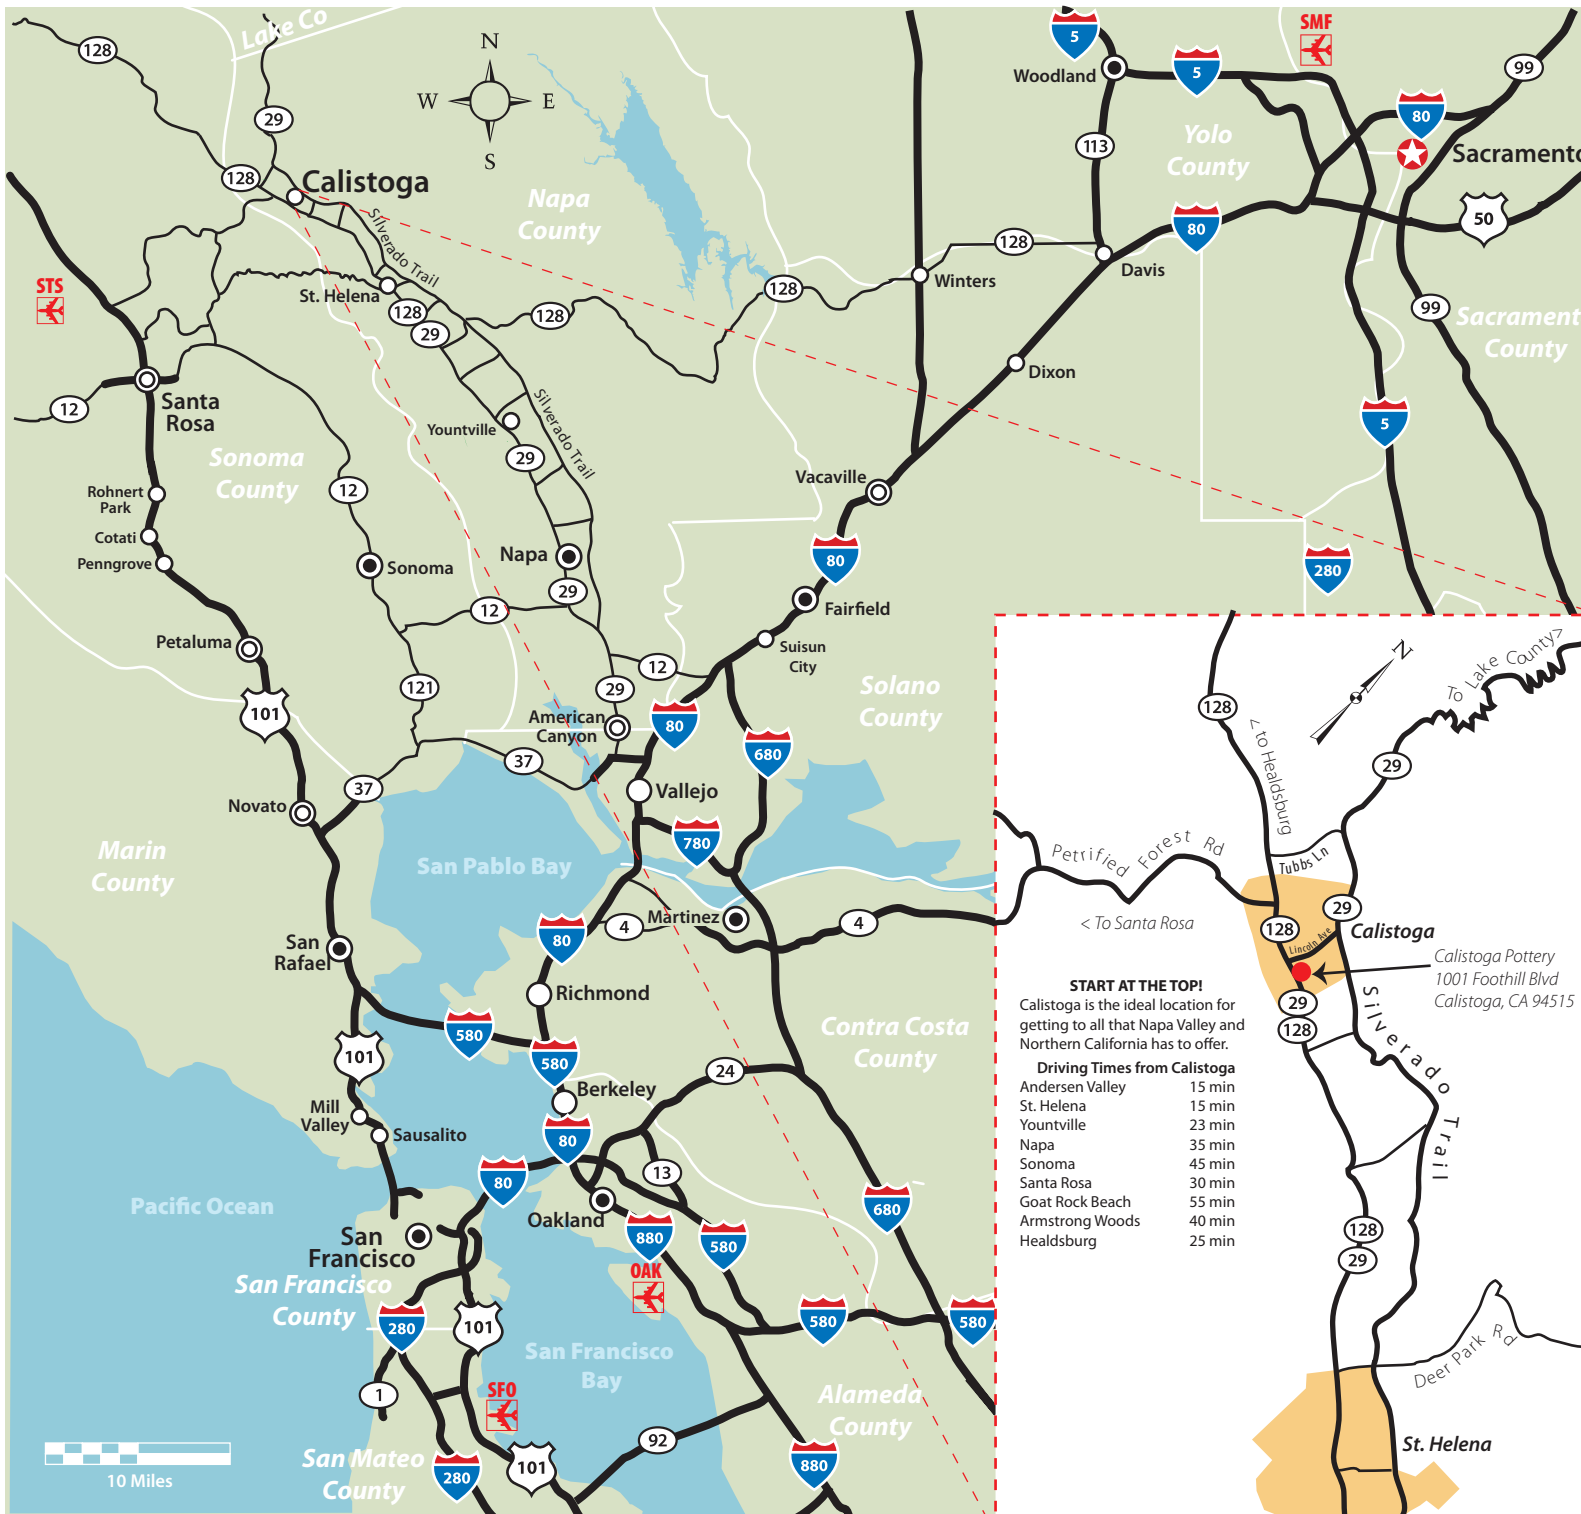 Lake Co
128
29
128
Calistoga
N
W
E
S
Napa
County
Silverado Trail
STS
St. Helena
128
29
128
128
Winters
128
Davis
5
Woodland
5
SMF
99
80
Sacramento
113
Yolo
County
80
50
99
Sacrament
County
Dixon
5
12
Santa
Rosa
Yountville
Silverado Trail
29
Sonoma
County
12
Rohnert
Park
Cotati
Penngrove
Sonoma
Napa
29
12
Vacaville
80
280
Fairfield
Suisun
City
Petaluma
101
121
12
29
American
Canyon
80
680
Solano
County
37
37
Novato
Vallejo
780
San Pablo Bay
Marin
County
Martinez
4
4
80
San
Rafael
Richmond
580
580
101
Contra Costa
County
24
Berkeley
80
Mill
Valley
Sausalito
80
13
Pacific Ocean
Oakland
680
San
Francisco
880
580
OAK
San Francisco
County
280
101
580
580
San Francisco
Bay
1
SFO
Alameda
County
92
10 Miles
San Mateo
County
280
101
880
N
128
< to Healdsburg
To Lake County>
29
Petrified Forest Rd
Tubbs Ln
< To Santa Rosa
128
29
Lincoln Ave
Calistoga
Calistoga Pottery
1001 Foothill Blvd
Calistoga, CA 94515
29
128
Silverado Trail
START AT THE TOP!
Calistoga is the ideal location for
getting to all that Napa Valley and
Northern California has to offer.
Driving Times from Calistoga
Andersen Valley 15 min
St. Helena 15 min
Yountville 23 min
Napa 35 min
Sonoma 45 min
Santa Rosa 30 min
Goat Rock Beach 55 min
Armstrong Woods 40 min
Healdsburg 25 min
128
29
Deer Park Rd
St. Helena